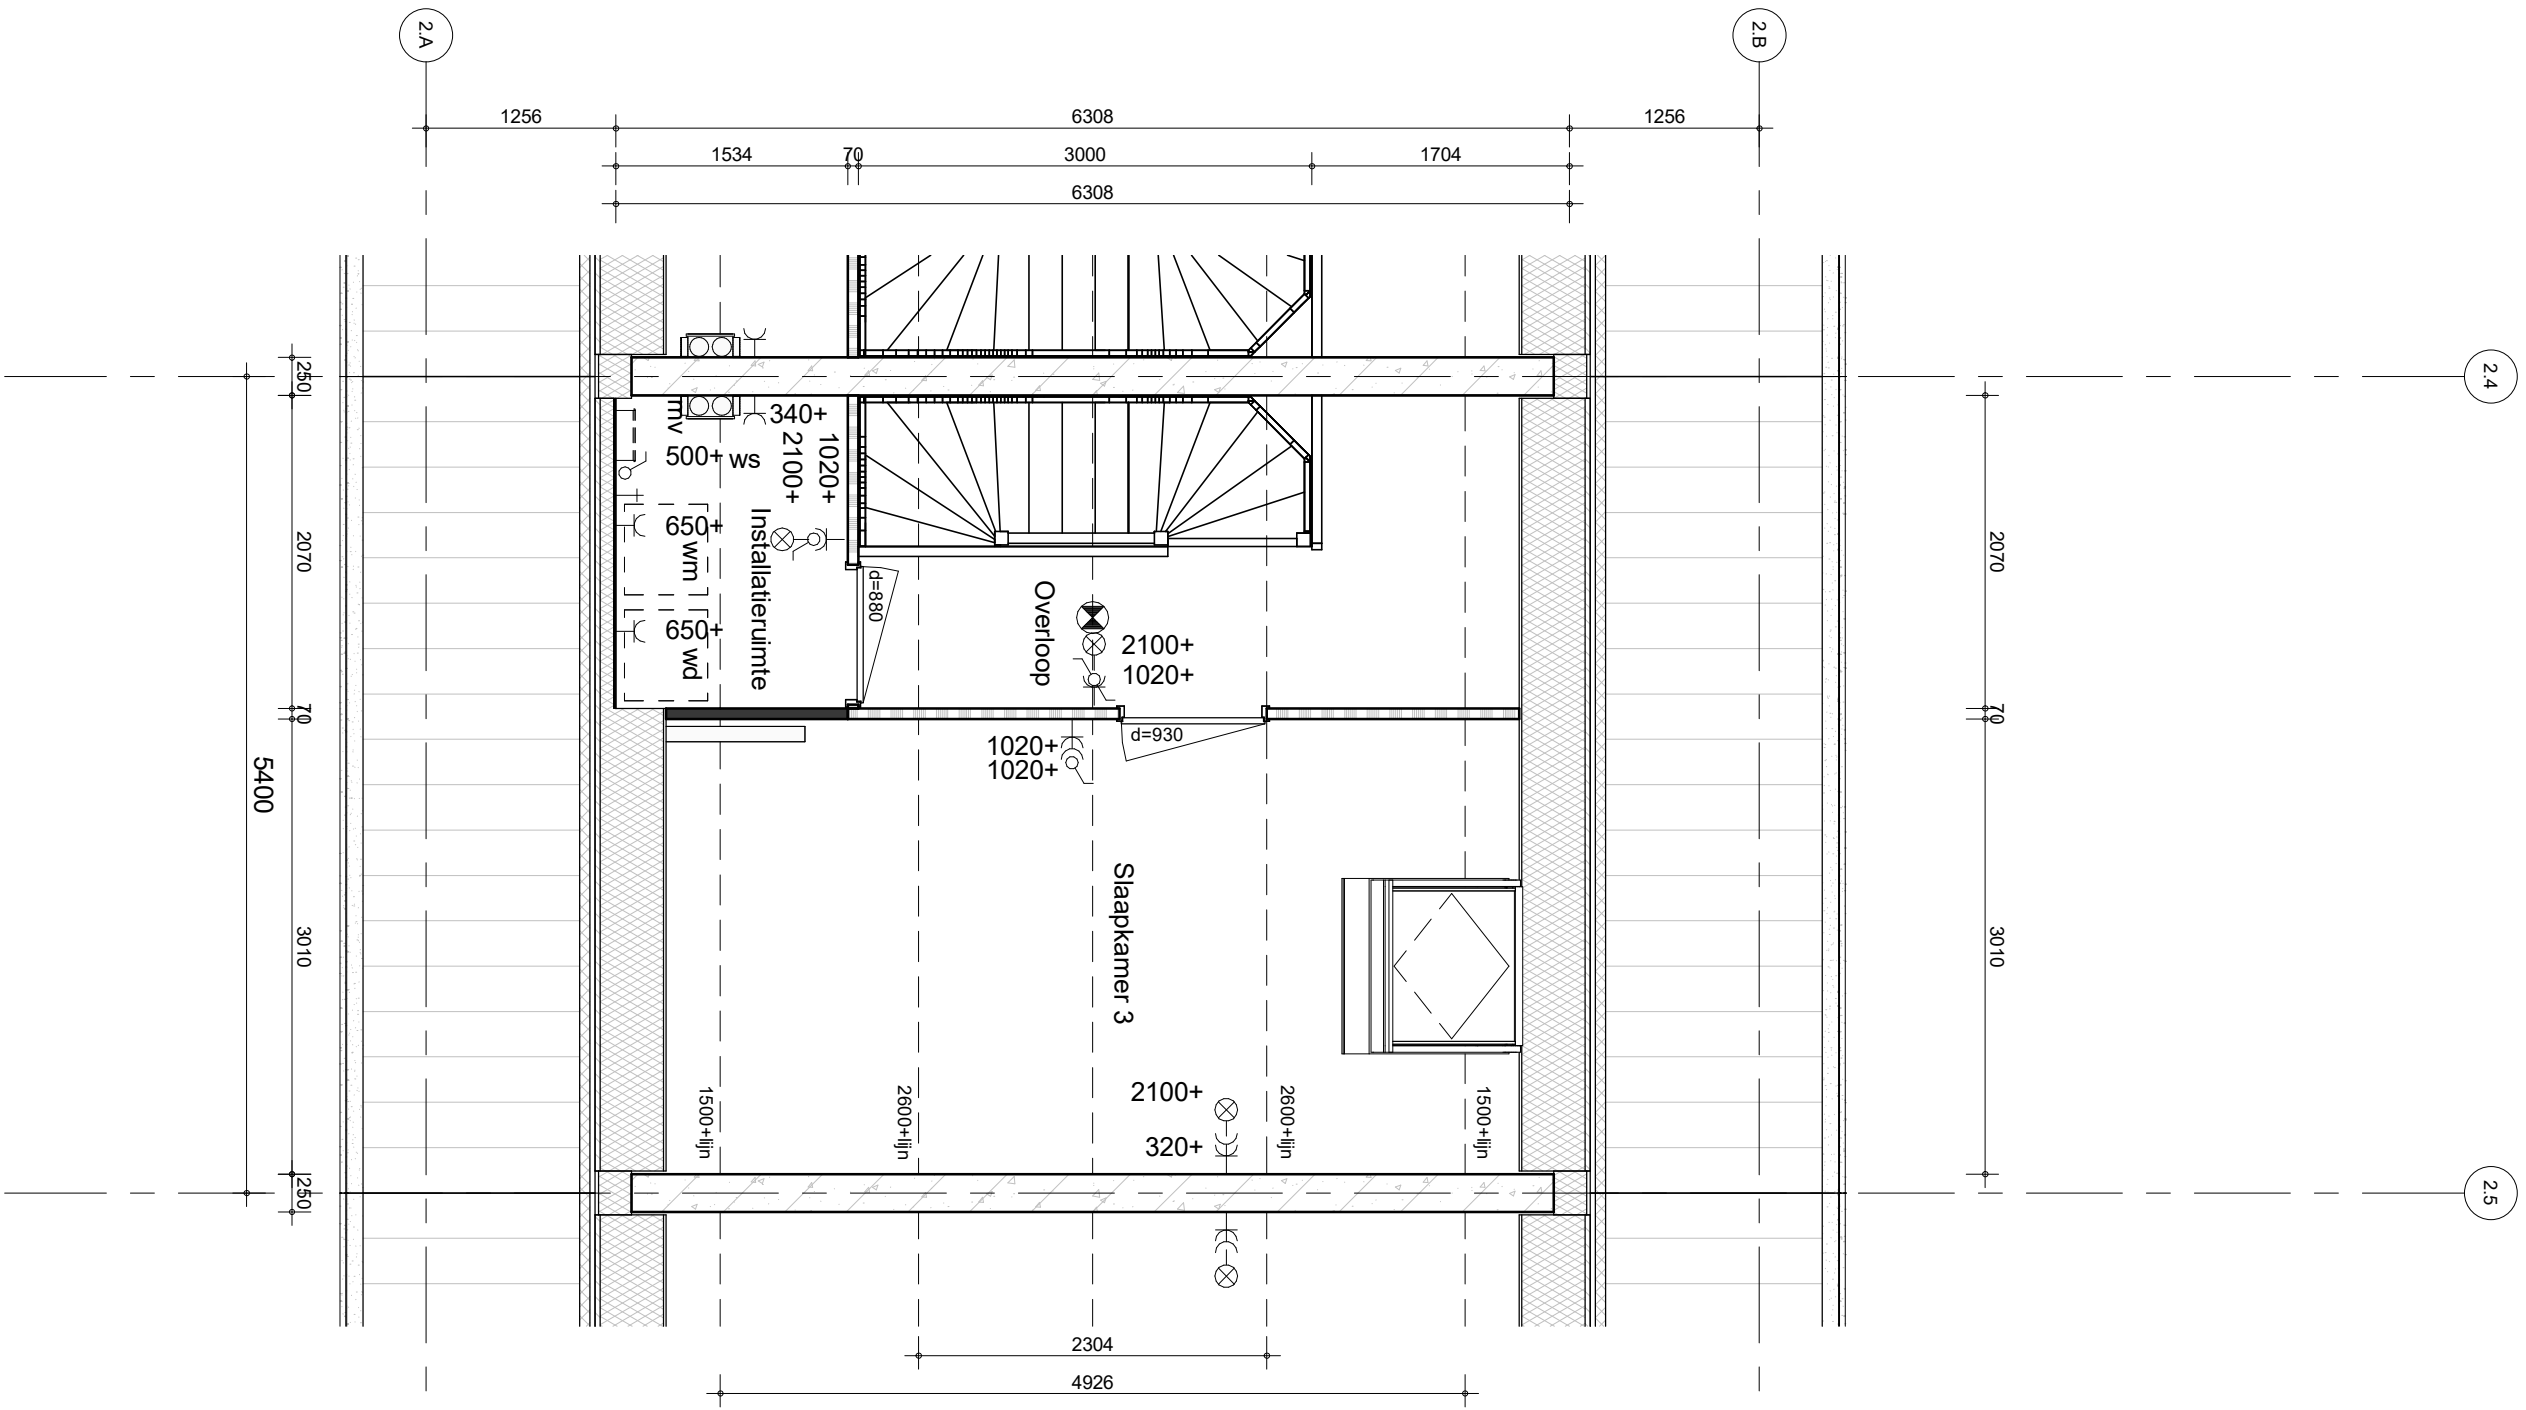 2.A
2.B
1256
6308
1256
1534
70
3000
1704
6308
2.4
250
250
340+
mv
1020+
2100+
500+
ws
650+
wm
Installatieruimte
650+
wd
d=880
Overloop
2100+
1020+
2070
2070
70
70
d=930
1020+
1020+
5400
Slaapkamer 3
3010
3010
1500+lijn
2600+lijn
2100+
320+
2600+lijn
1500+lijn
2.5
2304
4926